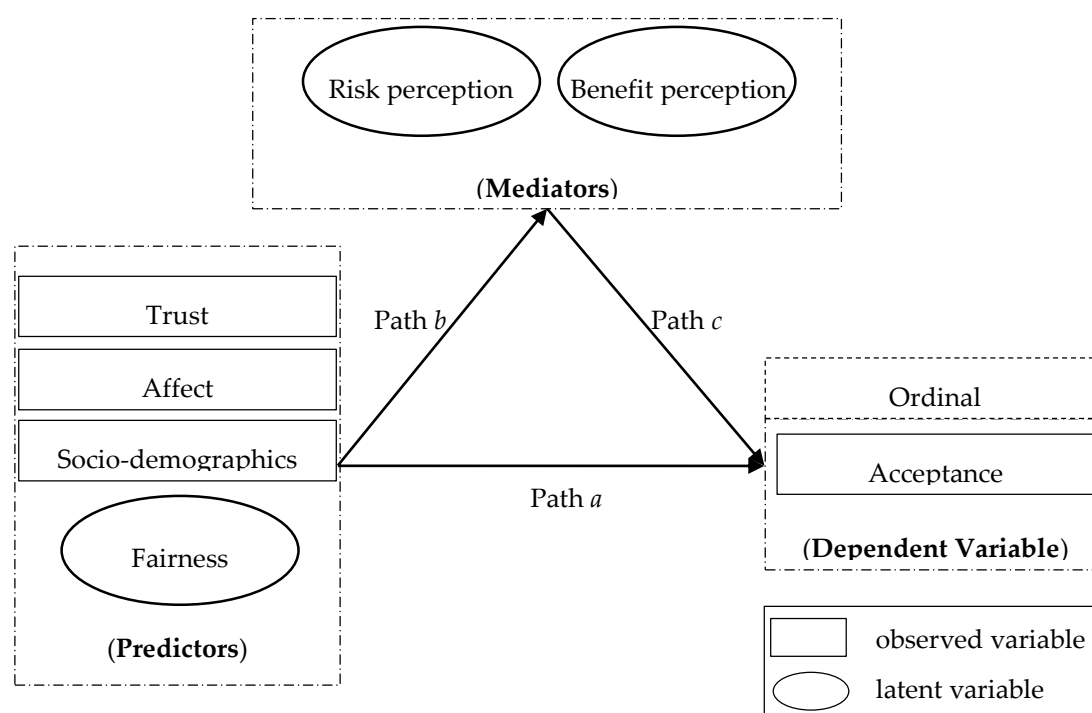 Risk perception
Benefit perception
(Mediators)
Trust
Affect
Socio-demographics
Fairness
(Predictors)
Path b
Path c
Path a
Ordinal
Acceptance
(Dependent Variable)
observed variable
latent variable